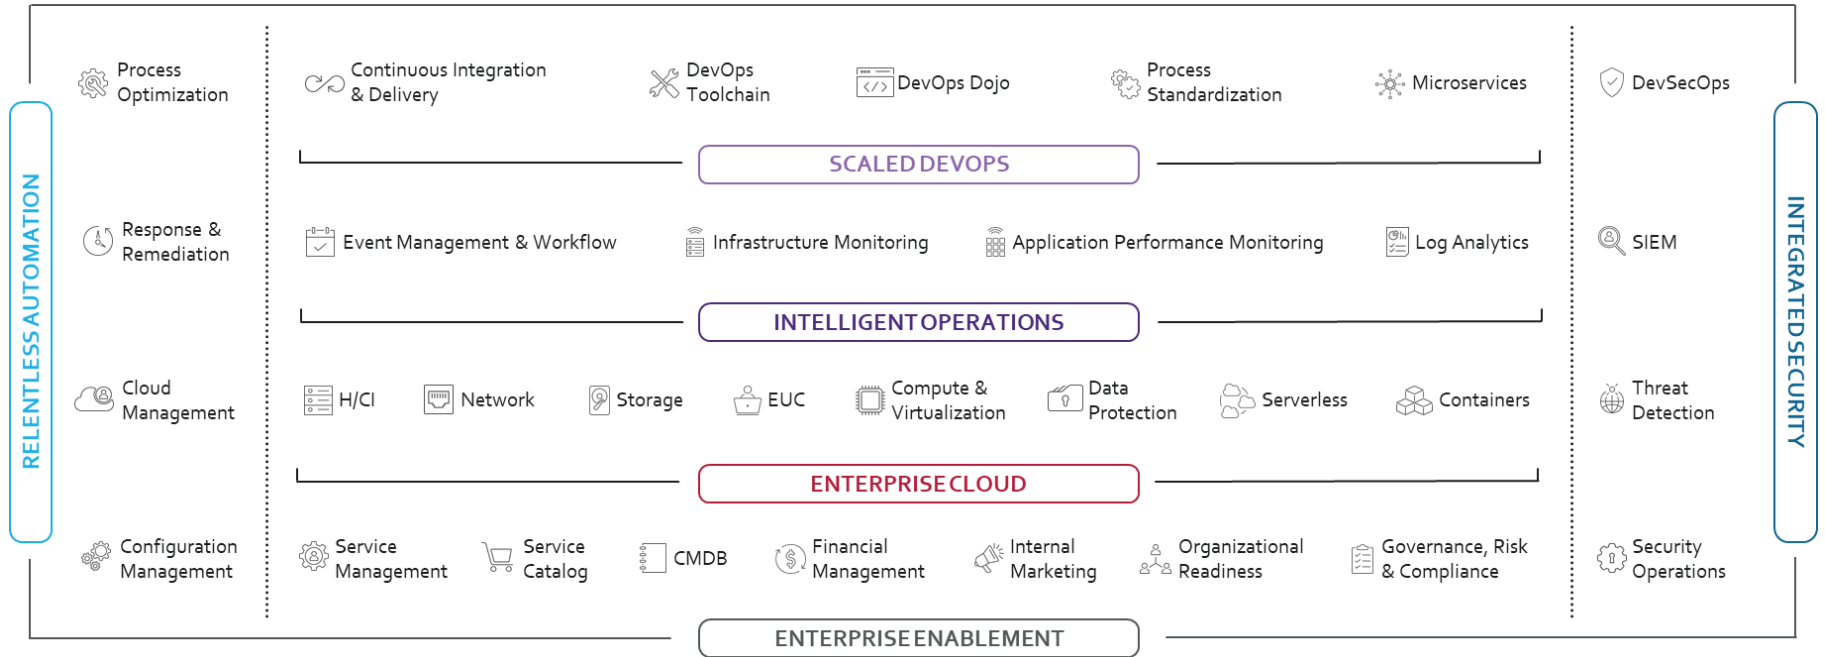 Process
Optimization
Continuous Integration
& Delivery
DevOps
Toolchain
DevOps Dojo
Process
Standardization
Microservices
DevSecOps
SCALED DEVOPS
RELENTLESS AUTOMATION
INTEGRATED SECURITY
Response &
Remediation
Event Management & Workflow
Infrastructure Monitoring
Application Performance Monitoring
Log Analytics
SIEM
INTELLIGENT OPERATIONS
Cloud
Management
H/CI
Network
Storage
EUC
Compute &
Virtualization
Data
Protection
Serverless
Containers
Threat
Detection
ENTERPRISE CLOUD
Configuration
Management
Service
Management
Service
Catalog
CMDB
Financial
Management
Internal
Marketing
Organizational
Readiness
Governance, Risk
& Compliance
Security
Operations
ENTERPRISE ENABLEMENT